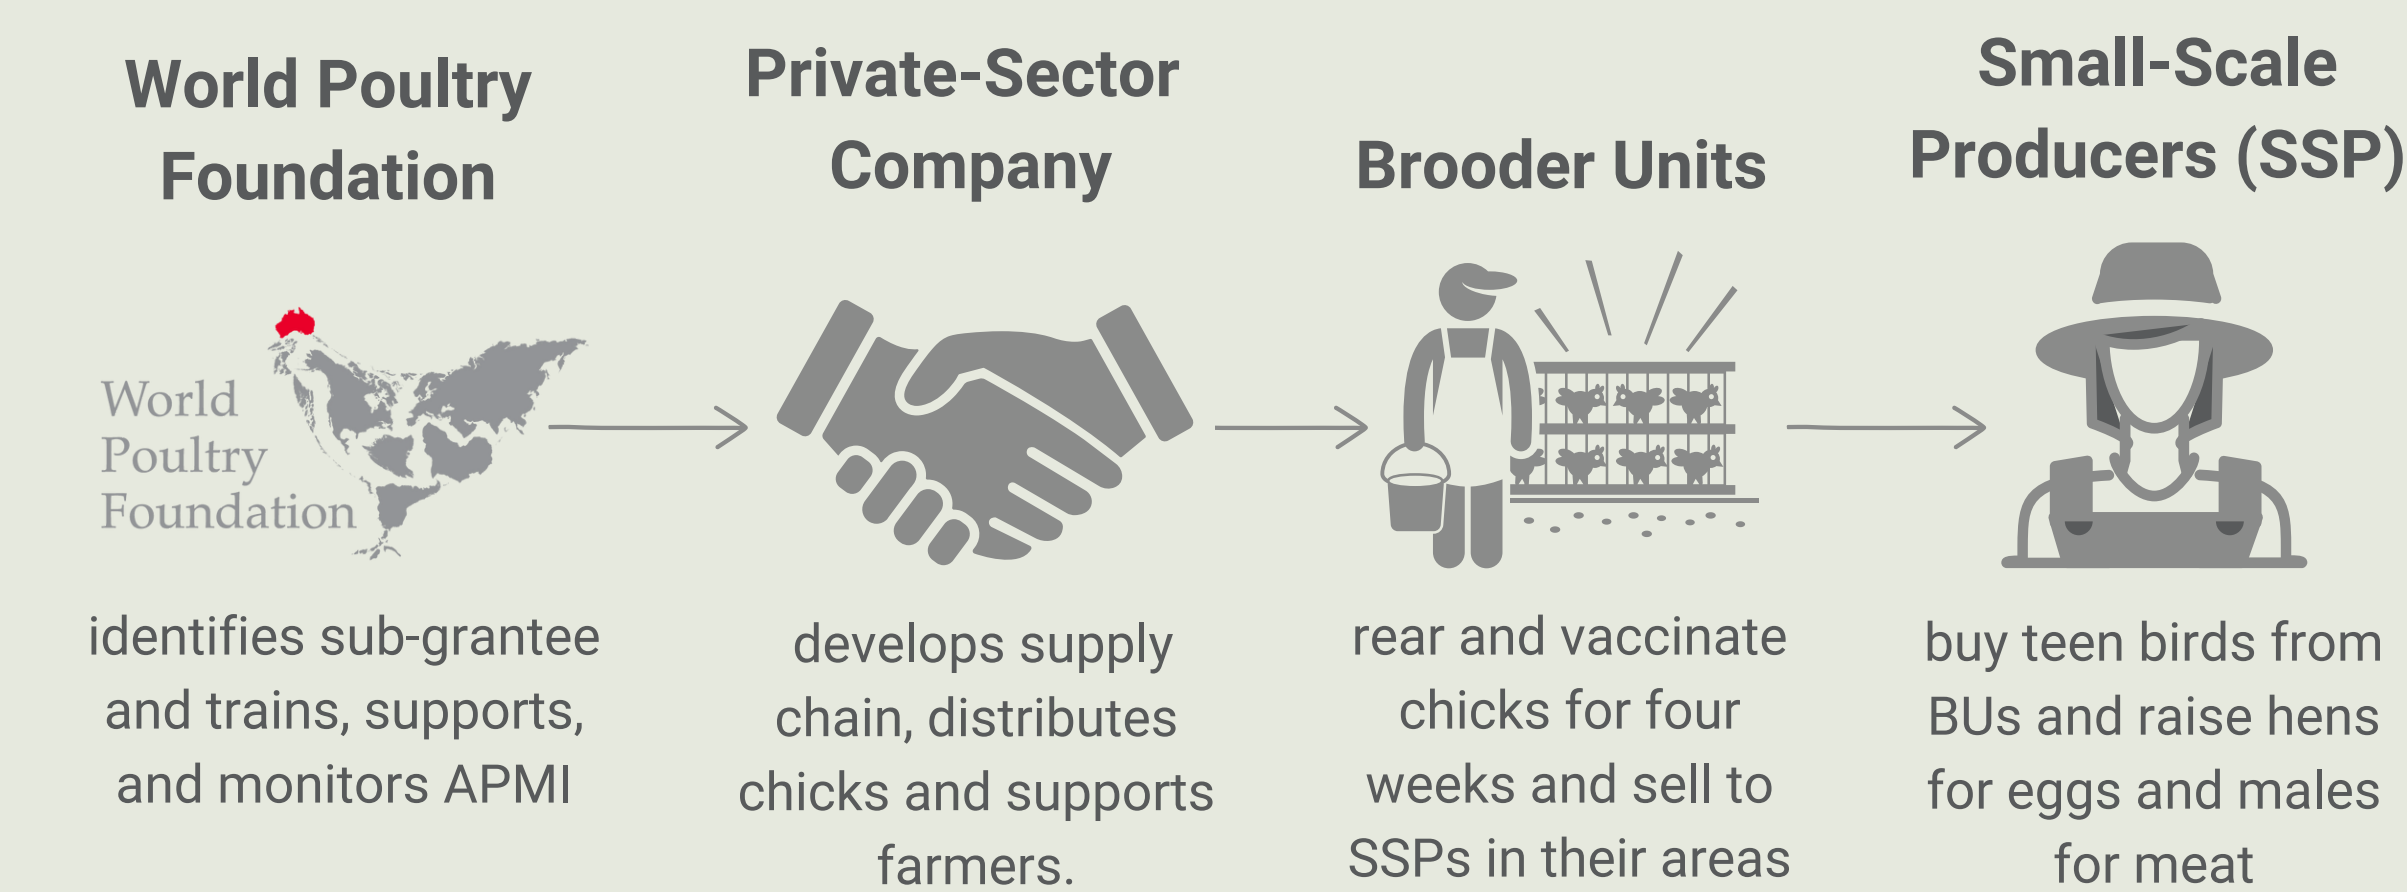 World Poultry
Foundation
World
Poultry
Foundation
identifies sub-grantee
and trains, supports,
and monitors APMI
Private-Sector
Company
develops supply
chain, distributes
chicks and supports
farmers.
Brooder Units
rear and vaccinate
chicks for four
weeks and sell to
SSPs in their areas
Small-Scale
Producers (SSP)
buy teen birds from
BUs and raise hens
for eggs and males
for meat